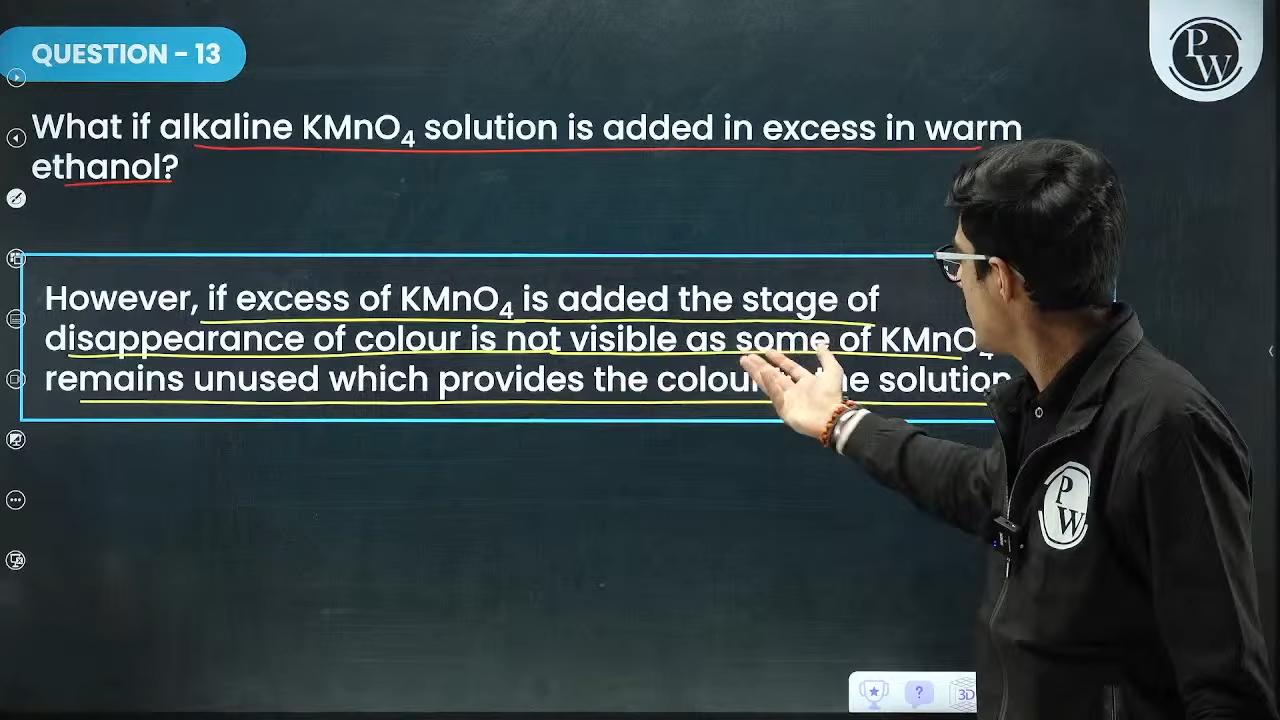 QUESTION - 13
PW
What if alkaline KMnO₄ solution is added in excess in warm
ethanol?
However, if excess of KMnO₄ is added the stage of
disappearance of colour is not visible as some of KMnO₄
remains unused which provides the solution
PW
?
3D